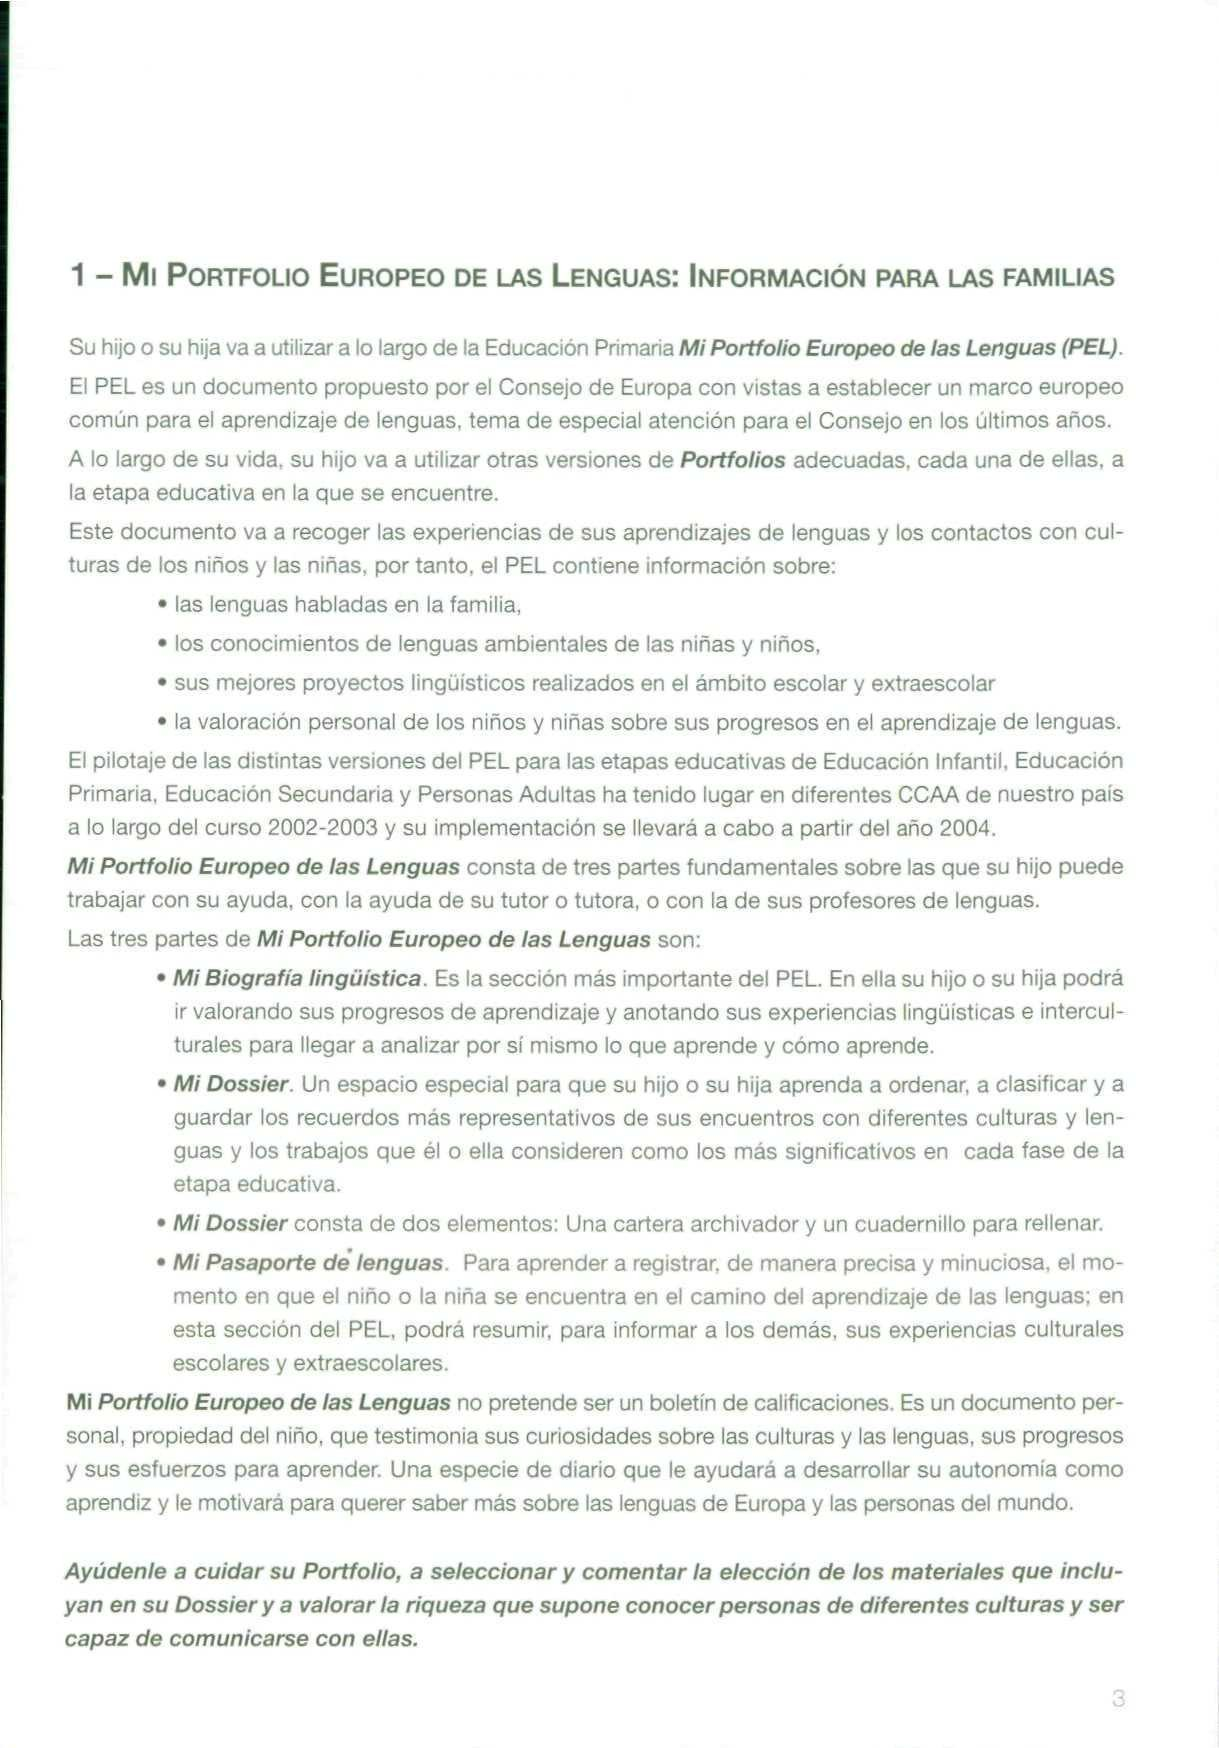 1 – Mi Portfolio Europeo de las Lenguas: Información para las familias
Su hijo o su hija va a utilizar a lo largo de la Educación Primaria Mi Portfolio Europeo de las Lenguas (PEL).
El PEL es un documento propuesto por el Consejo de Europa con vistas a establecer un marco europeo
común para el aprendizaje de lenguas, tema de especial atención para el Consejo en los últimos años.
A lo largo de su vida, su hijo va a utilizar otras versiones de Portfolios adecuadas, cada una de ellas, a
la etapa educativa en la que se encuentre.
Este documento va a recoger las experiencias de sus aprendizajes de lenguas y los contactos con cul-
turas de los niños y las niñas, por tanto, el PEL contiene información sobre:
• las lenguas habladas en la familia,
• los conocimientos de lenguas ambientales de las niñas y niños,
• sus mejores proyectos lingüísticos realizados en el ámbito escolar y extraescolar
• la valoración personal de los niños y niñas sobre sus progresos en el aprendizaje de lenguas.
El pilotaje de las distintas versiones del PEL para las etapas educativas de Educación Infantil, Educación
Primaria, Educación Secundaria y Personas Adultas ha tenido lugar en diferentes CCAA de nuestro país
a lo largo del curso 2002-2003 y su implementación se llevará a cabo a partir del año 2004.
Mi Portfolio Europeo de las Lenguas consta de tres partes fundamentales sobre las que su hijo puede
trabajar con su ayuda, con la ayuda de su tutor o tutora, o con la de sus profesores de lenguas.
Las tres partes de Mi Portfolio Europeo de las Lenguas son:
• Mi Biografía lingüística. Es la sección más importante del PEL. En ella su hijo o su hija podrá
ir valorando sus progresos de aprendizaje y anotando sus experiencias lingüísticas e intercul-
turales para llegar a analizar por sí mismo lo que aprende y cómo aprende.
• Mi Dossier. Un espacio especial para que su hijo o su hija aprenda a ordenar, a clasificar y a
guardar los recuerdos más representativos de sus encuentros con diferentes culturas y len-
guas y los trabajos que él o ella consideren como los más significativos en cada fase de la
etapa educativa.
• Mi Dossier consta de dos elementos: Una cartera archivador y un cuadernillo para rellenar.
• Mi Pasaporte de lenguas. Para aprender a registrar, de manera precisa y minuciosa, el mo-
mento en que el niño o la niña se encuentra en el camino del aprendizaje de las lenguas; en
esta sección del PEL, podrá resumir, para informar a los demás, sus experiencias culturales
escolares y extraescolares.
Mi Portfolio Europeo de las Lenguas no pretende ser un boletín de calificaciones. Es un documento per-
sonal, propiedad del niño, que testimonia sus curiosidades sobre las culturas y las lenguas, sus progresos
y sus esfuerzos para aprender. Una especie de diario que le ayudará a desarrollar su autonomía como
aprendiz y le motivará para querer saber más sobre las lenguas de Europa y las personas del mundo.
Ayúdenle a cuidar su Portfolio, a seleccionar y comentar la elección de los materiales que inclu-
yan en su Dossier y a valorar la riqueza que supone conocer personas de diferentes culturas y ser
capaz de comunicarse con ellas.
3